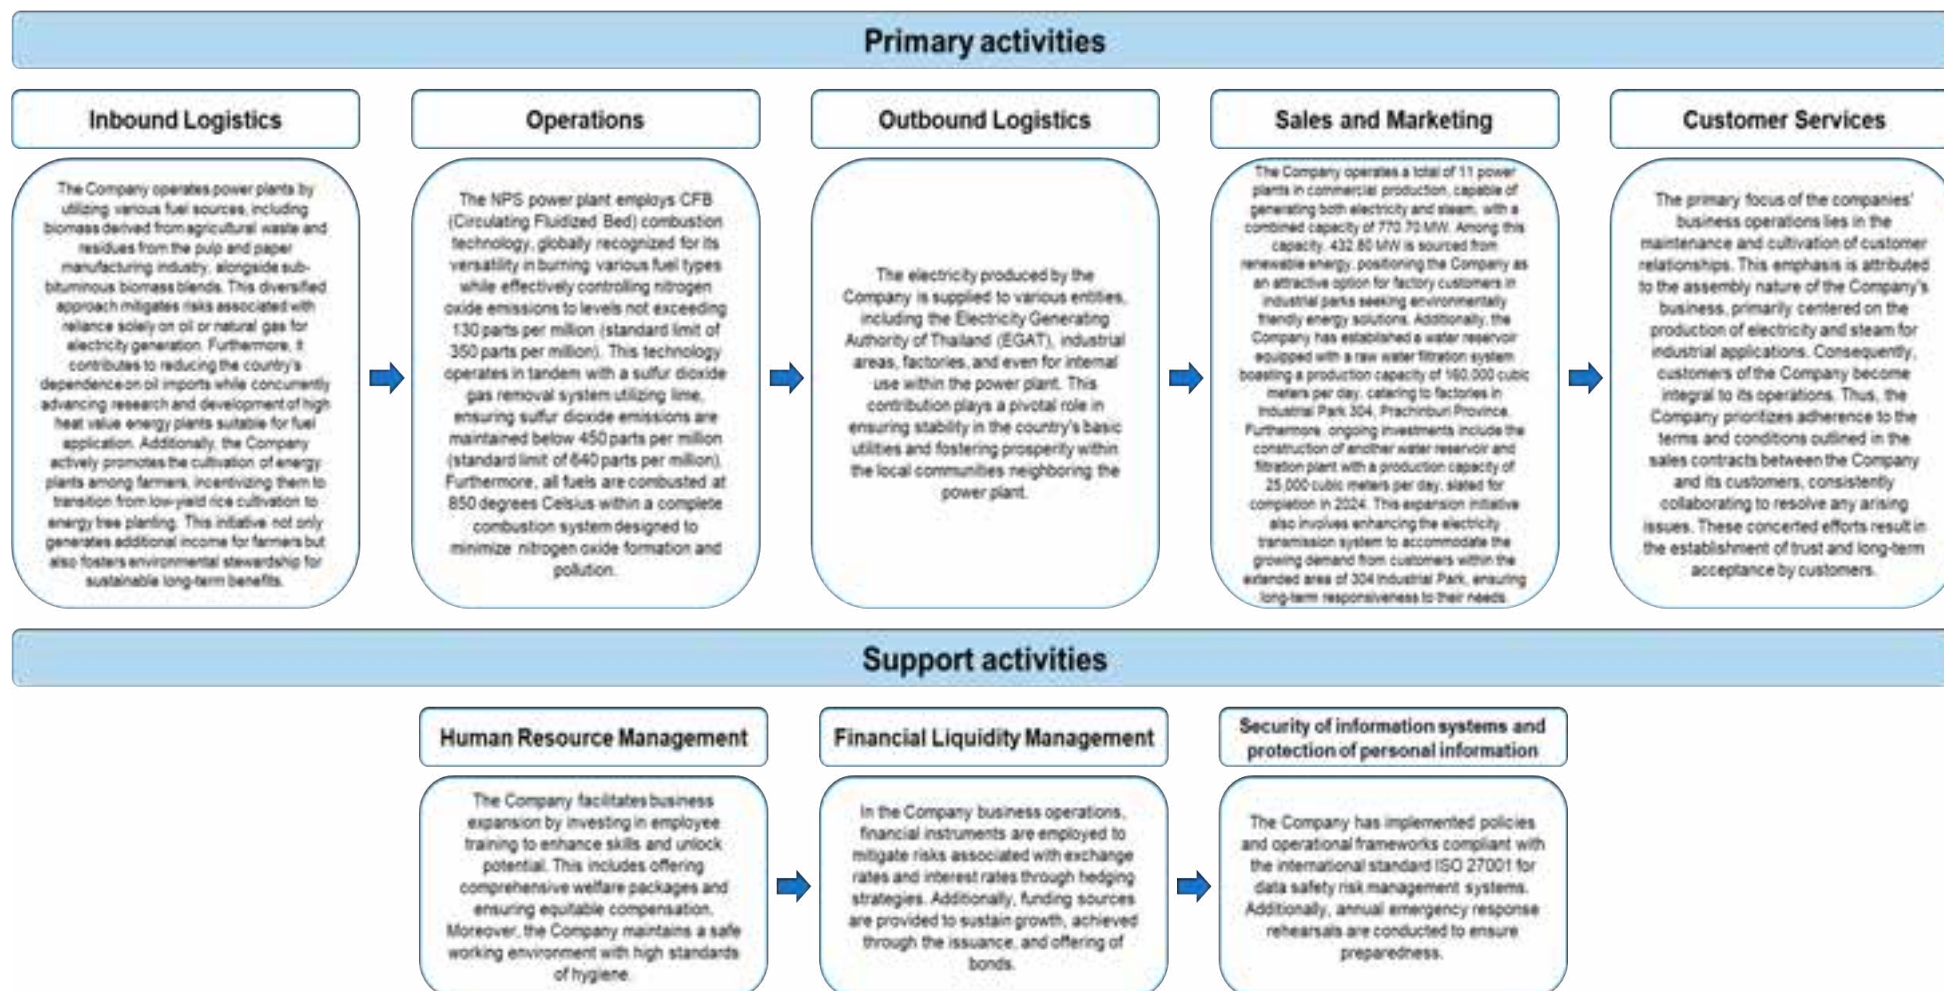 Primary activities
Inbound Logistics
The Company operates power plants by
utilizing various fuel sources, including
biomass derived from agricultural waste and
residues from the pulp and paper
manufacturing industry, alongside sub-
bituminous biomass blends. This diversified
approach mitigates risks associated with
reliance solely on oil or natural gas for
electricity generation. Furthermore, it
contributes to reducing the country's
dependence on oil imports while concurrently
advancing research and development of high
heat value energy plants suitable for fuel
application. Additionally, the Company
actively promotes the cultivation of energy
plants among farmers, incentivizing them to
transition from low-yield rice cultivation to
energy tree planting. This initiative not only
generates additional income for farmers but
also fosters environmental stewardship for
sustainable long-term benefits.
Operations
The NPS power plant employs CFB
(Circulating Fluidized Bed) combustion
technology, globally recognized for its
versatility in burning various fuel types
while effectively controlling nitrogen
oxide emissions to levels not exceeding
130 parts per million (standard limit of
350 parts per million). This technology
operates in tandem with a sulfur dioxide
gas removal system utilizing lime,
ensuring sulfur dioxide emissions are
maintained below 450 parts per million
(standard limit of 640 parts per million).
Furthermore, all fuels are combusted at
850 degrees Celsius within a complete
combustion system designed to
minimize nitrogen oxide formation and
pollution.
Outbound Logistics
The electricity produced by the
Company is supplied to various entities,
including the Electricity Generating
Authority of Thailand (EGAT), industrial
areas, factories, and even for internal
use within the power plant. This
contribution plays a pivotal role in
ensuring stability in the country's basic
utilities and fostering prosperity within
the local communities neighboring the
power plant.
Sales and Marketing
The Company operates a total of 11 power
plants in commercial production, capable of
generating both electricity and steam, with a
combined capacity of 770.70 MW. Among this
capacity, 432.80 MW is sourced from
renewable energy, positioning the Company as
an attractive option for factory customers in
industrial parks seeking environmentally
friendly energy solutions. Additionally, the
Company has established a water reservoir
equipped with a raw water filtration system
boasting a production capacity of 160,000 cubic
meters per day, catering to factories in
Industrial Park 304, Prachinburi Province.
Furthermore, ongoing investments include the
construction of another water reservoir and
filtration plant with a production capacity of
25,000 cubic meters per day, slated for
completion in 2024. This expansion initiative
also involves enhancing the electricity
transmission system to accommodate the
growing demand from customers within the
extended area of 304 Industrial Park, ensuring
long-term responsiveness to their needs.
Customer Services
The primary focus of the companies'
business operations lies in the
maintenance and cultivation of customer
relationships. This emphasis is attributed
to the assembly nature of the Company's
business, primarily centered on the
production of electricity and steam for
industrial applications. Consequently,
customers of the Company become
integral to its operations. Thus, the
Company prioritizes adherence to the
terms and conditions outlined in the
sales contracts between the Company
and its customers, consistently
collaborating to resolve any arising
issues. These concerted efforts result in
the establishment of trust and long-term
acceptance by customers.
Support activities
Human Resource Management
The Company facilitates business
expansion by investing in employee
training to enhance skills and unlock
potential. This includes offering
comprehensive welfare packages and
ensuring equitable compensation.
Moreover, the Company maintains a safe
working environment with high standards
of hygiene.
Financial Liquidity Management
In the Company business operations,
financial instruments are employed to
mitigate risks associated with exchange
rates and interest rates through hedging
strategies. Additionally, funding sources
are provided to sustain growth, achieved
through the issuance, and offering of
bonds.
Security of information systems and
protection of personal information
The Company has implemented policies
and operational frameworks compliant with
the international standard ISO 27001 for
data safety risk management systems.
Additionally, annual emergency response
rehearsals are conducted to ensure
preparedness.